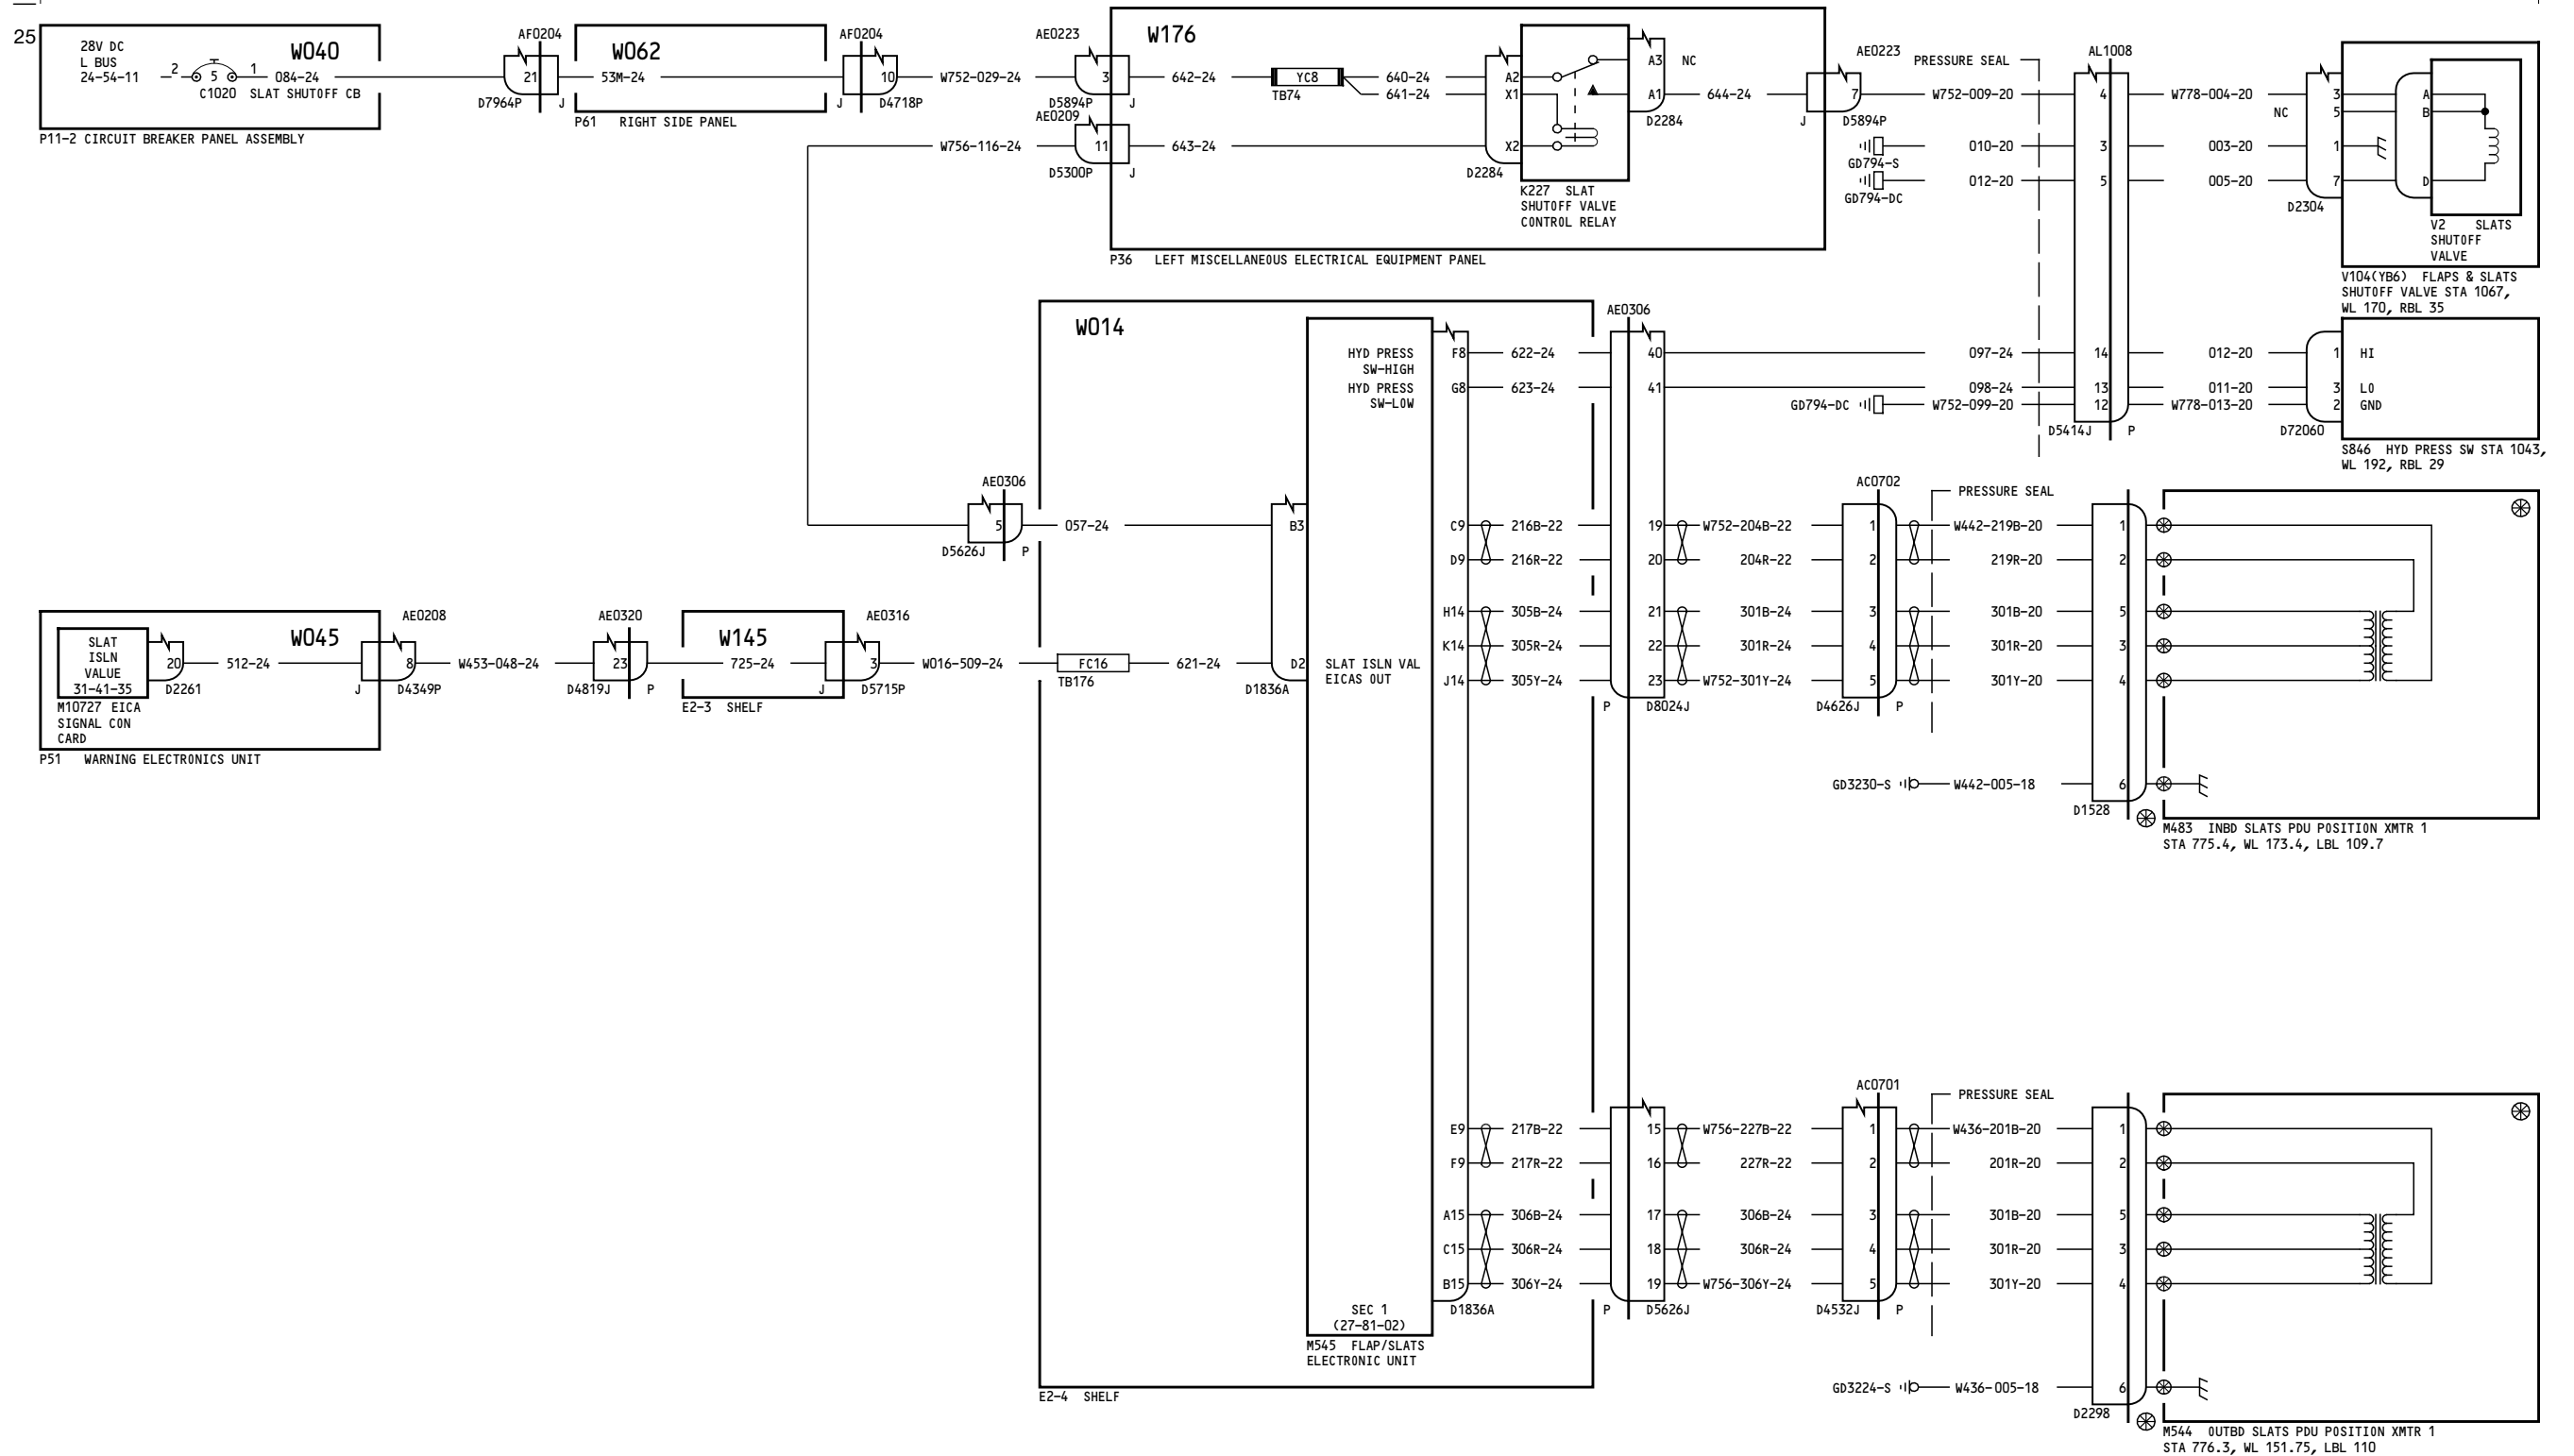 25
28V DC
L BUS
24-54-11
2
5
1
084-24
C1020 SLAT SHUTOFF CB
W040
P11-2 CIRCUIT BREAKER PANEL ASSEMBLY
AF0204
21
D7964P
J
W062
53M-24
P61 RIGHT SIDE PANEL
AF0204
10
J
D4718P
W752-029-24
AE0223
3
D5894P
J
AE0209
W756-116-24
11
D5300P
J
W176
642-24
YC8
TB74
640-24
641-24
643-24
A2
X1
X2
D2284
A3
NC
A1
D2284
K227 SLAT
SHUTOFF VALVE
CONTROL RELAY
644-24
P36 LEFT MISCELLANEOUS ELECTRICAL EQUIPMENT PANEL
AE0223
7
J
D5894P
PRESSURE SEAL
W752-009-20
GD794-S
010-20
GD794-DC
012-20
AL1008
4
3
5
W778-004-20
NC
003-20
005-20
3
5
1
7
D2304
A
B
D
V2 SLATS
SHUTOFF
VALVE
V104(YB6) FLAPS & SLATS
SHUTOFF VALVE STA 1067,
WL 170, RBL 35
W014
HYD PRESS
SW-HIGH
HYD PRESS
SW-LOW
F8
622-24
G8
623-24
AE0306
40
41
097-24
098-24
GD794-DC
W752-099-20
14
13
12
D5414J
P
012-20
011-20
W778-013-20
1
3
2
D72060
HI
LO
GND
S846 HYD PRESS SW STA 1043,
WL 192, RBL 29
AE0306
5
D5626J
P
057-24
B3
C9
216B-22
19
W752-204B-22
D9
216R-22
20
204R-22
H14
305B-24
21
301B-24
K14
305R-24
22
301R-24
J14
305Y-24
23
W752-301Y-24
P
D8024J
AC0702
1
2
3
4
5
D4626J
P
PRESSURE SEAL
W442-219B-20
219R-20
301B-20
301R-20
301Y-20
1
2
5
3
4
GD3230-S
W442-005-18
6
D1528
M483 INBD SLATS PDU POSITION XMTR 1
STA 775.4, WL 173.4, LBL 109.7
SLAT
ISLN
VALUE
31-41-35
20
D2261
W045
512-24
M10727 EICA
SIGNAL CON
CARD
P51 WARNING ELECTRONICS UNIT
AE0208
8
J
D4349P
W453-048-24
AE0320
23
D4819J
P
W145
725-24
E2-3 SHELF
AE0316
3
J
D5715P
W016-509-24
FC16
TB176
621-24
D2
D1836A
SLAT ISLN VAL
EICAS OUT
E9
217B-22
15
W756-227B-22
F9
217R-22
16
227R-22
A15
306B-24
17
306B-24
C15
306R-24
18
306R-24
B15
306Y-24
19
W756-306Y-24
D1836A
P
D5626J
SEC 1
(27-81-02)
M545 FLAP/SLATS
ELECTRONIC UNIT
E2-4 SHELF
AC0701
1
2
3
4
5
D4532J
P
PRESSURE SEAL
W436-201B-20
201R-20
301B-20
301R-20
301Y-20
1
2
5
3
4
GD3224-S
W436-005-18
6
D2298
M544 OUTBD SLATS PDU POSITION XMTR 1
STA 776.3, WL 151.75, LBL 110